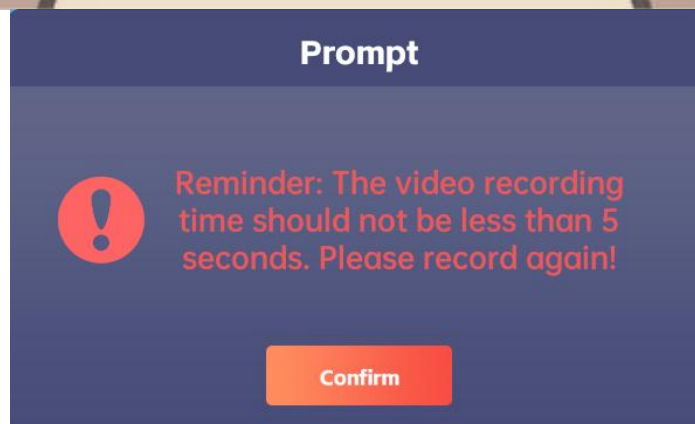 Prompt
Reminder: The video recording
time should not be less than 5
seconds. Please record again!
Confirm